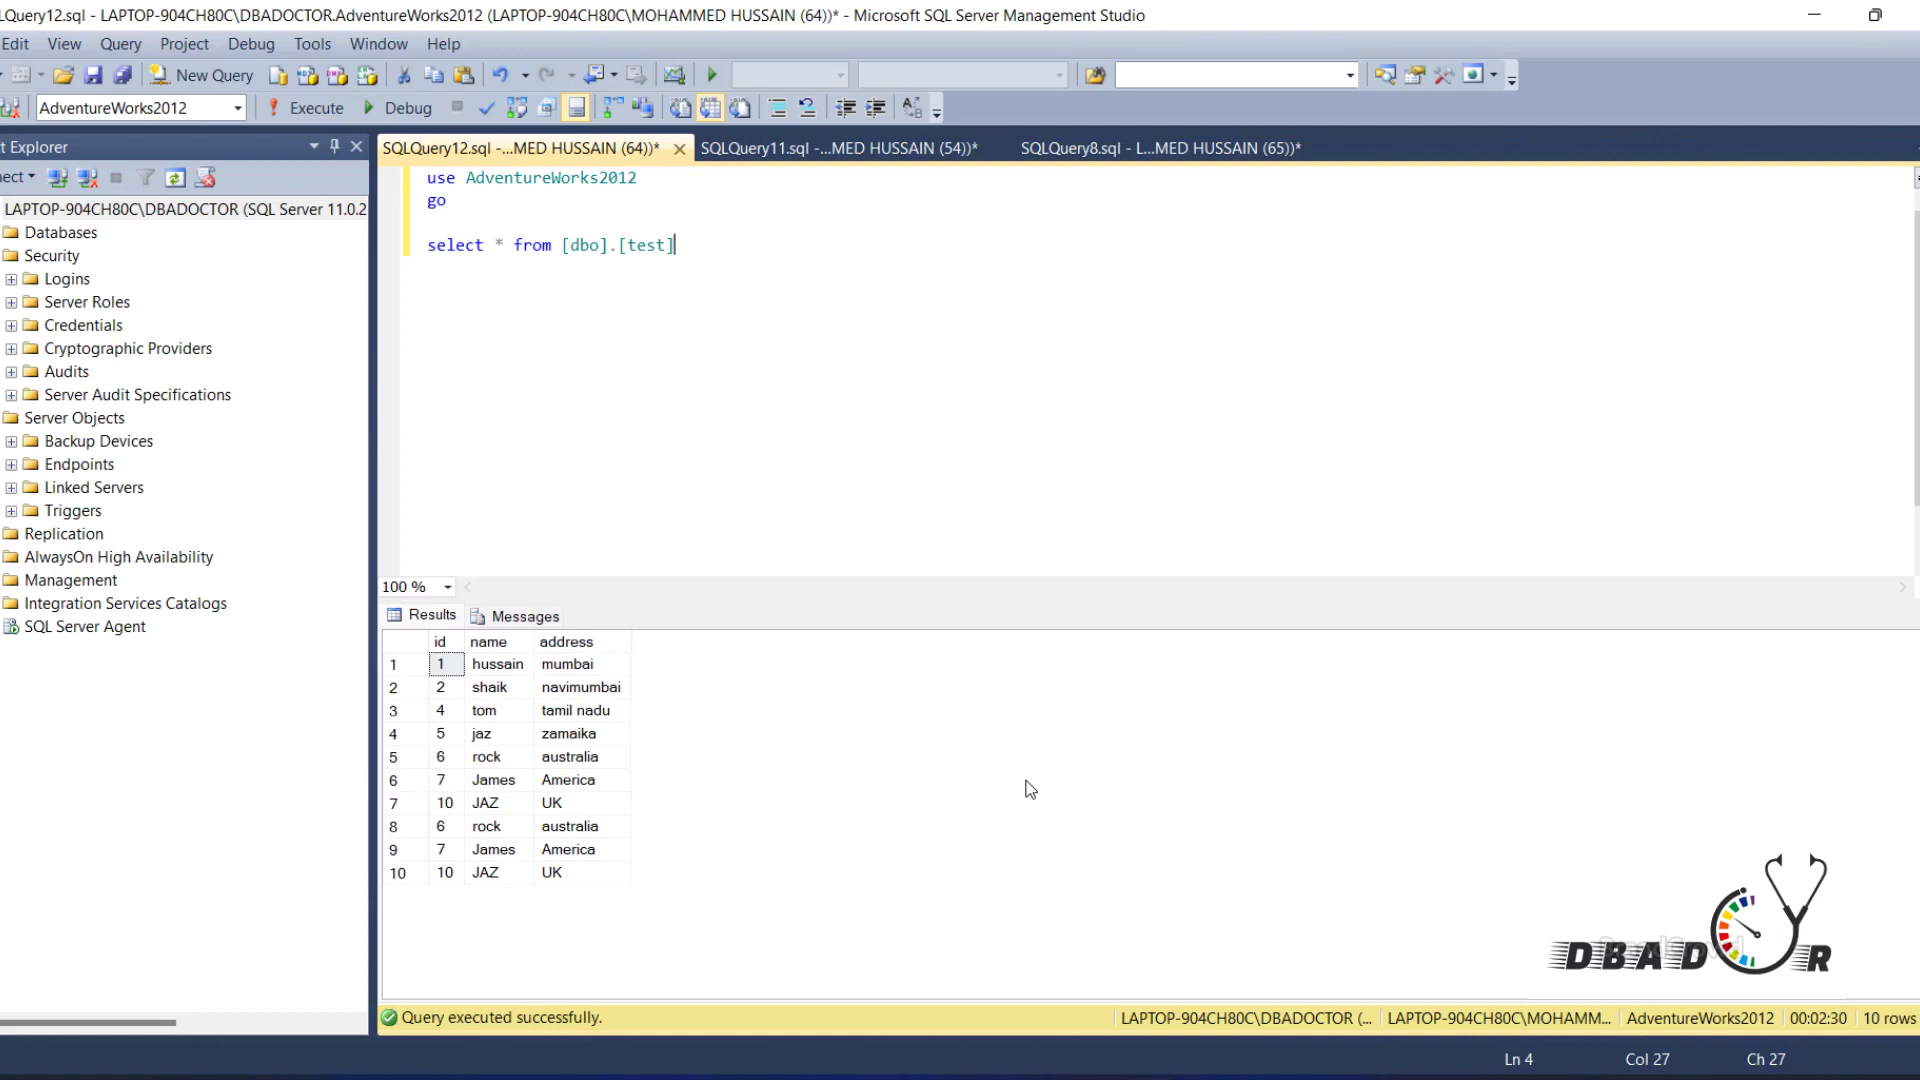 LQuery12.sql - LAPTOP-904CH80C\DBADOCTOR.AdventureWorks2012 (LAPTOP-904CH80C\MOHAMMED HUSSAIN (64))* - Microsoft SQL Server Management Studio
Edit View Query Project Debug Tools Window Help
New Query
AdventureWorks2012 Execute Debug
t Explorer
SQLQuery12.sql -...MED HUSSAIN (64))* SQLQuery11.sql -...MED HUSSAIN (54))* SQLQuery8.sql - L...MED HUSSAIN (65))*
ect
LAPTOP-904CH80C\DBADOCTOR (SQL Server 11.0.2
Databases
Security
Logins
Server Roles
Credentials
Cryptographic Providers
Audits
Server Audit Specifications
Server Objects
Backup Devices
Endpoints
Linked Servers
Triggers
Replication
AlwaysOn High Availability
Management
Integration Services Catalogs
SQL Server Agent
use AdventureWorks2012
go
select * from [dbo].[test]
100 %
Results Messages
id name address
1 1 hussain mumbai
2 2 shaik navimumbai
3 4 tom tamil nadu
4 5 jaz zamaika
5 6 rock australia
6 7 James America
7 10 JAZ UK
8 6 rock australia
9 7 James America
10 10 JAZ UK
DBAD R
Query executed successfully. LAPTOP-904CH80C\DBADOCTOR (... LAPTOP-904CH80C\MOHAMM... AdventureWorks2012 00:02:30 10 rows
Ln 4 Col 27 Ch 27